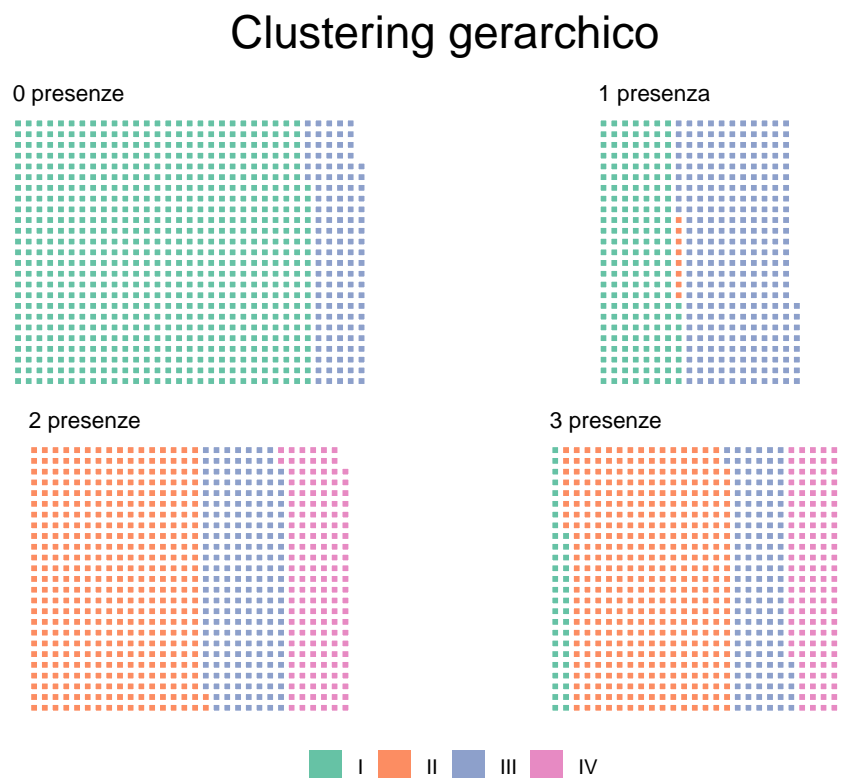 Clustering gerarchico
0 presenze
1 presenza
2 presenze
3 presenze
I II III IV